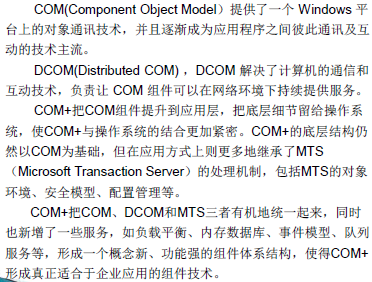 COM(Component Object Model）提供了一个 Windows 平
台上的对象通讯技术，并且逐渐成为应用程序之间彼此通讯及互
动的技术主流。
DCOM(Distributed COM) ，DCOM 解决了计算机的通信和
互动技术，负责让 COM 组件可以在网络环境下持续提供服务。
COM+把COM组件提升到应用层，把底层细节留给操作系
统，使COM+与操作系统的结合更加紧密。COM+的底层结构仍
然以COM为基础，但在应用方式上则更多地继承了MTS
（Microsoft Transaction Server）的处理机制，包括MTS的对象
环境、安全模型、配置管理等。
COM+把COM、DCOM和MTS三者有机地统一起来，同时
也新增了一些服务，如负载平衡、内存数据库、事件模型、队列
服务等，形成一个概念新、功能强的组件体系结构，使得COM+
形成真正适合于企业应用的组件技术。